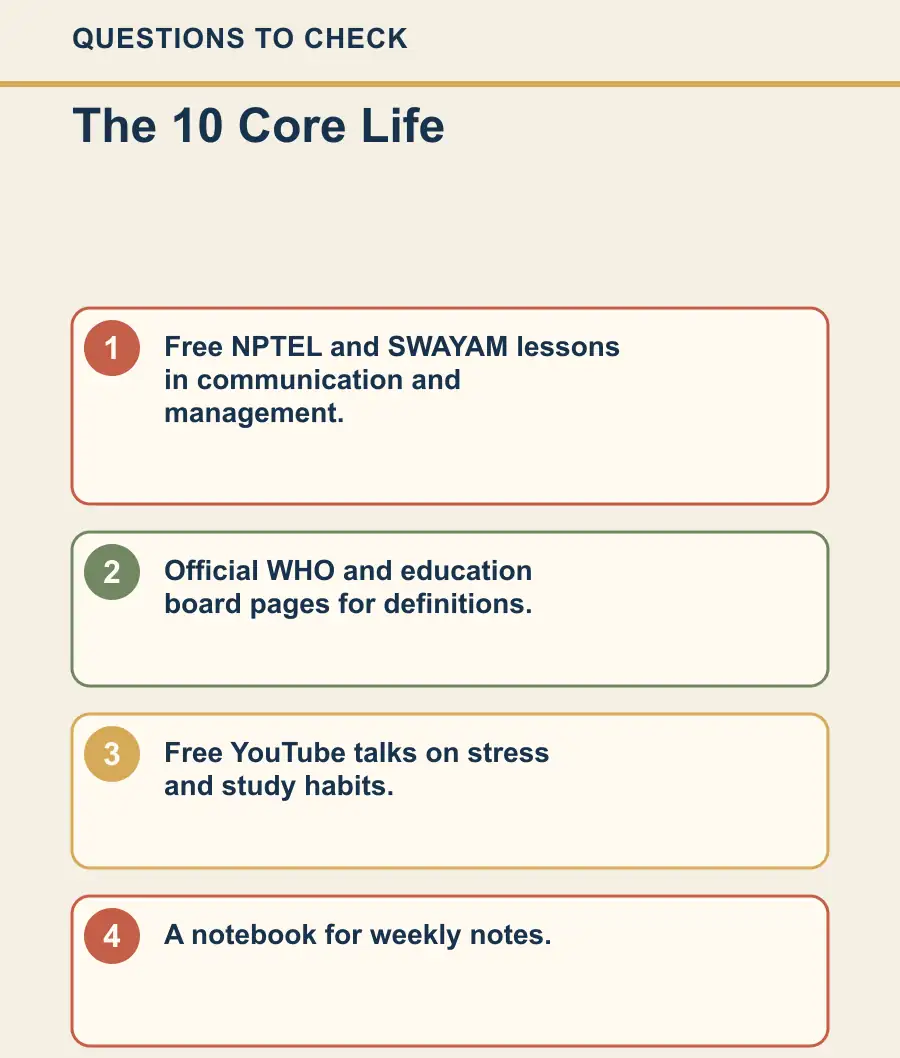 QUESTIONS TO CHECK
The 10 Core Life
1
Free NPTEL and SWAYAM lessons
in communication and
management.
2
Official WHO and education
board pages for definitions.
3
Free YouTube talks on stress
and study habits.
4
A notebook for weekly notes.